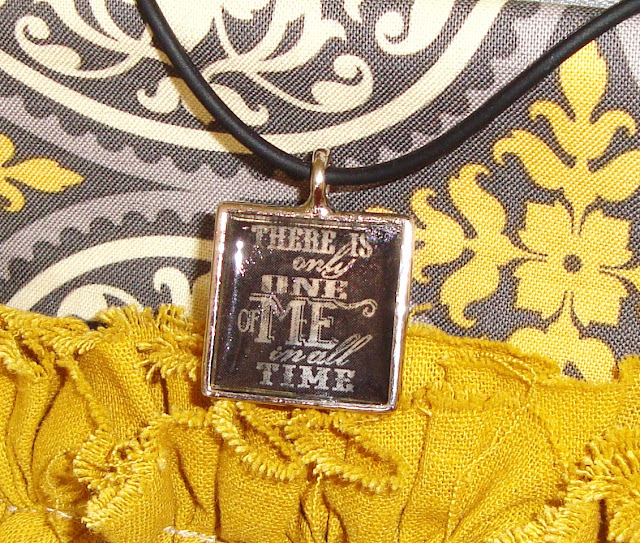 THERE IS
only
ONE
OF ME
in all
TIME